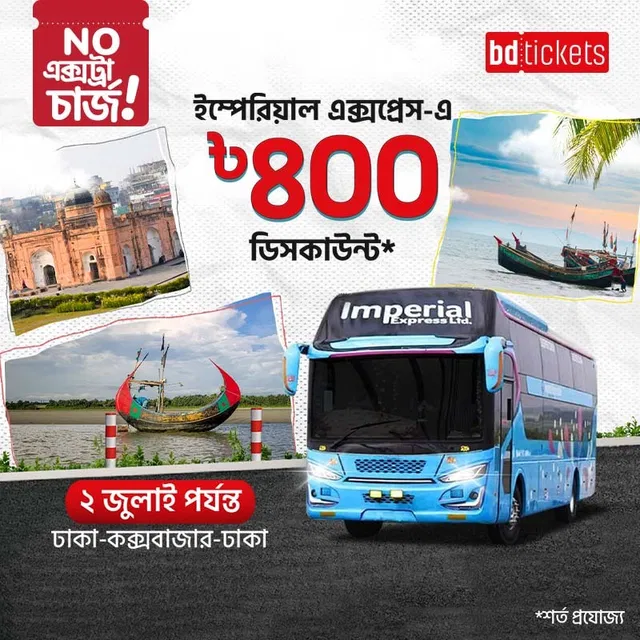 NO
এক্সট্রা
চার্জ!
bdtickets
ইম্পেরিয়াল এক্সপ্রেস-এ
৳৪০০
ডিসকাউন্ট*
Imperial
Express Ltd.
২ জুলাই পর্যন্ত
ঢাকা-কক্সবাজার-ঢাকা
*শর্ত প্রযোজ্য